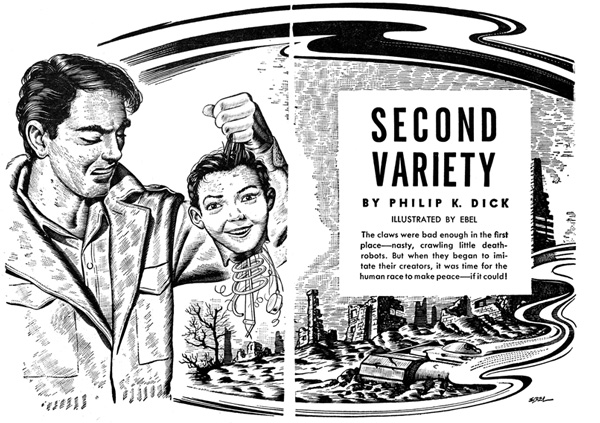 SECOND
VARIETY
BY PHILIP K. DICK
ILLUSTRATED BY EBEL
The claws were bad enough in the first
place—nasty, crawling little death-
robots. But when they began to imi-
tate their creators, it was time for the
human race to make peace—if it could!
EBEL